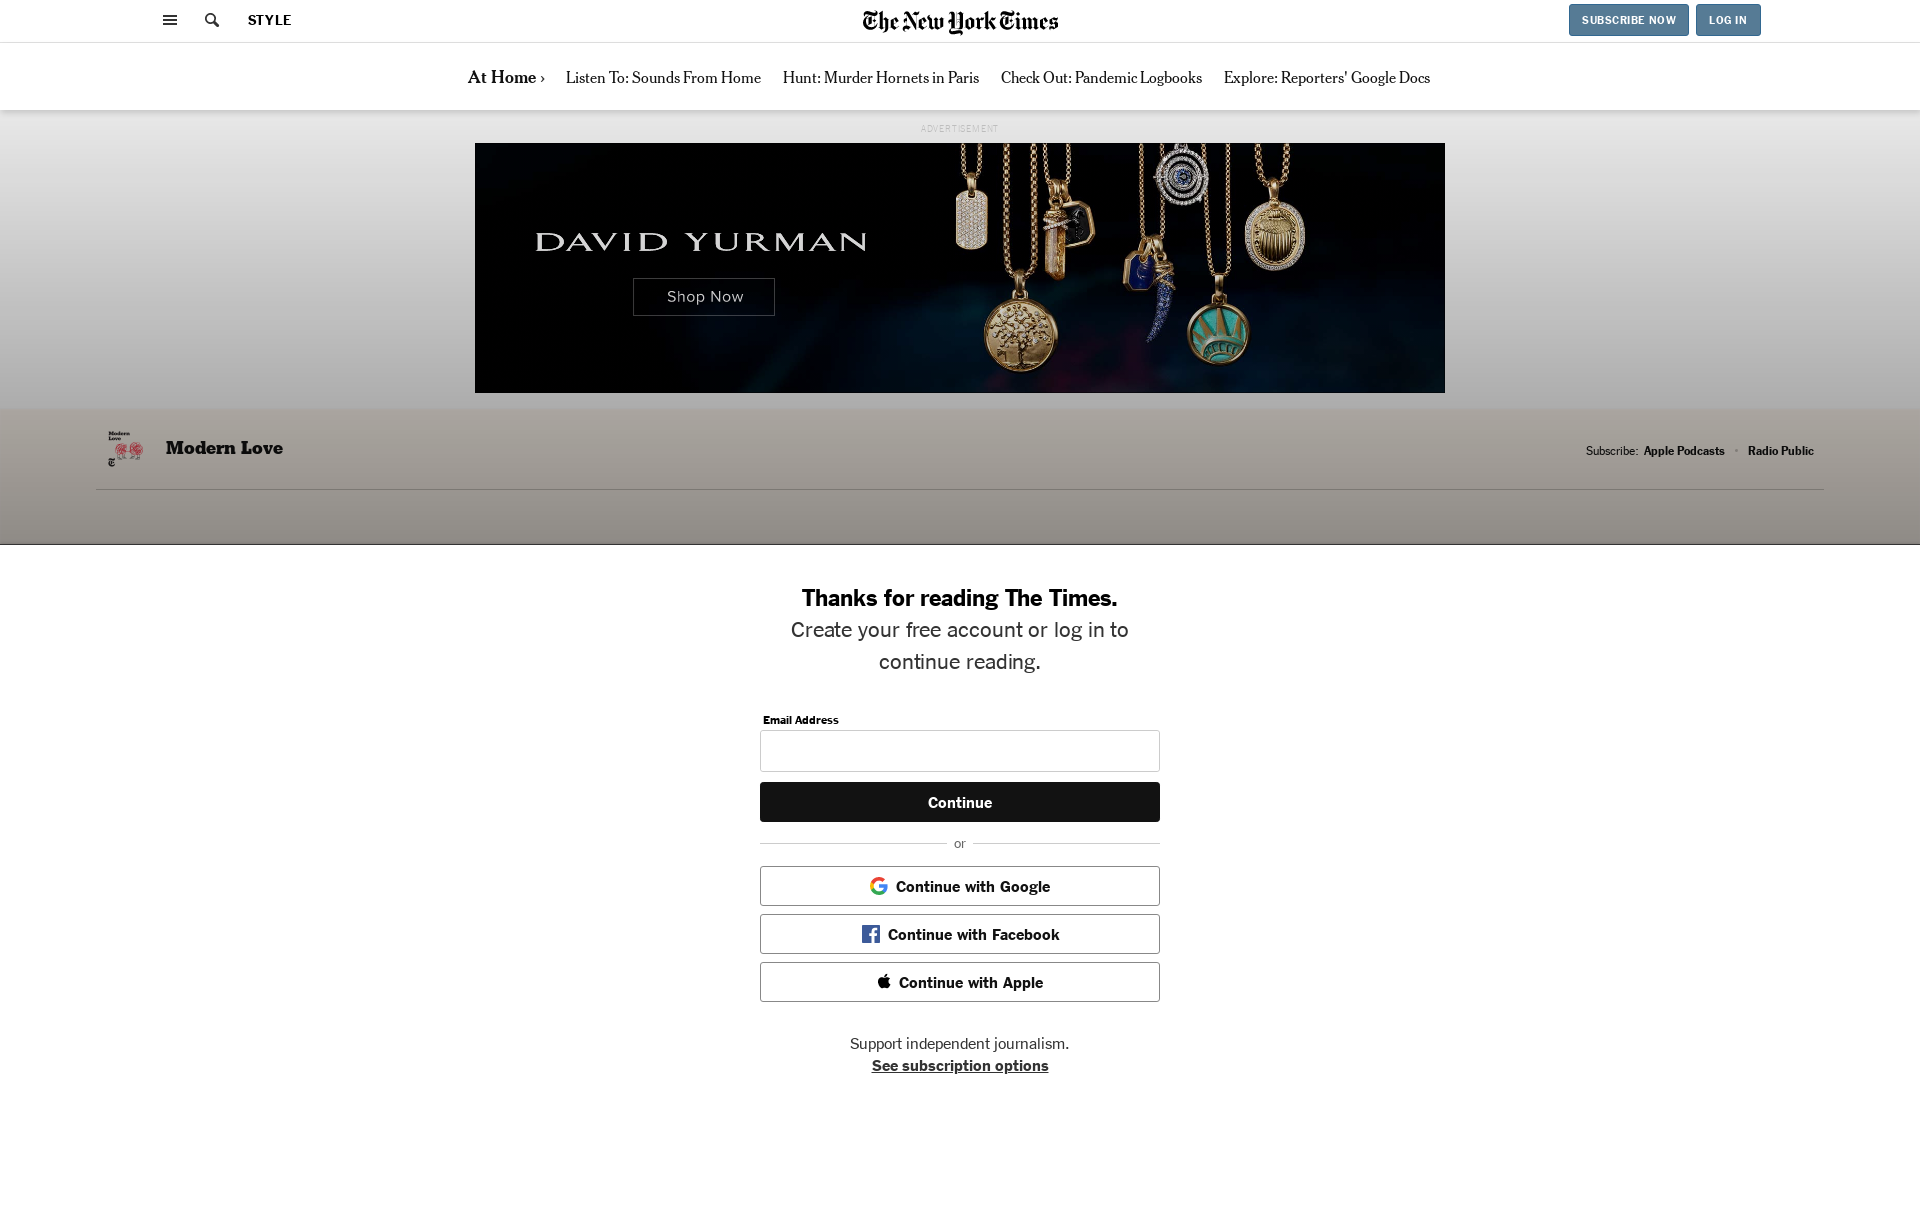 STYLE
The New York Times
SUBSCRIBE NOW
LOG IN
At Home ›
Listen To: Sounds From Home
Hunt: Murder Hornets in Paris
Check Out: Pandemic Logbooks
Explore: Reporters' Google Docs
ADVERTISEMENT
DAVID YURMAN
Shop Now
Modern
Love
Modern Love
Subscribe: Apple Podcasts • Radio Public
Thanks for reading The Times.
Create your free account or log in to
continue reading.
Email Address
Continue
or
Continue with Google
Continue with Facebook
Continue with Apple
Support independent journalism.
See subscription options